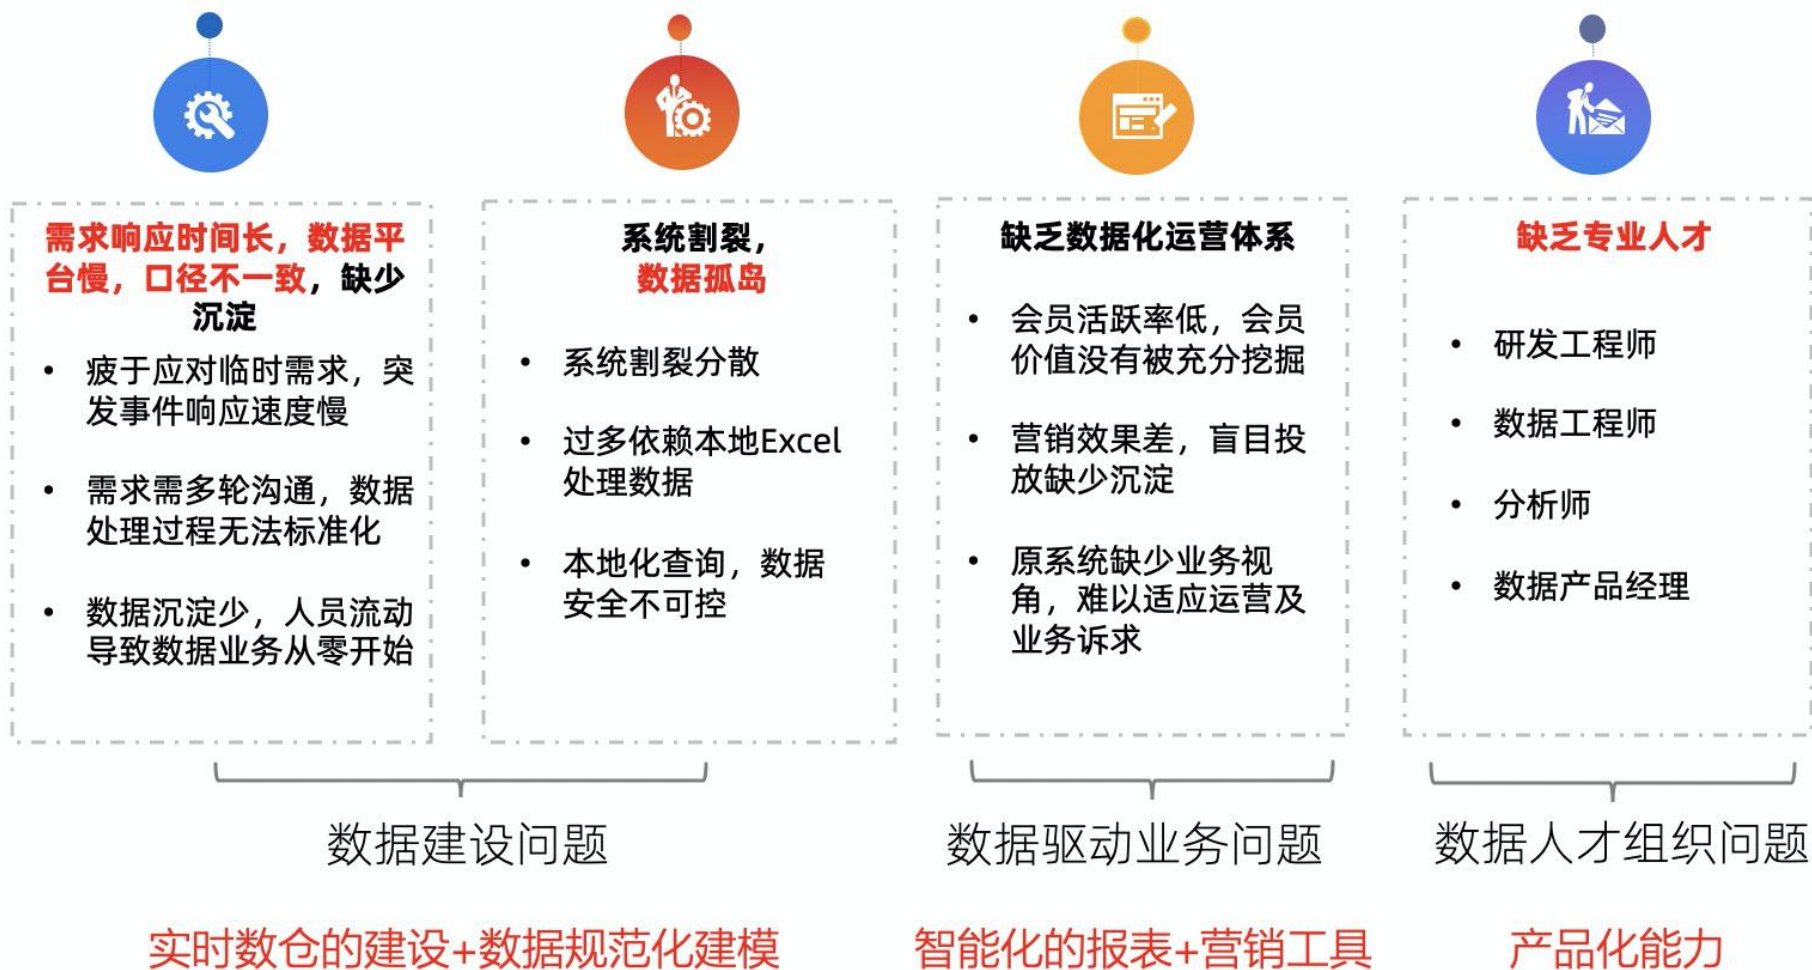 需求响应时间长，数据平
台慢，口径不一致，缺少
沉淀
• 疲于应对临时需求，突
发事件响应速度慢
• 需求需多轮沟通，数据
处理过程无法标准化
• 数据沉淀少，人员流动
导致数据业务从零开始
系统割裂，
数据孤岛
• 系统割裂分散
• 过多依赖本地Excel
处理数据
• 本地化查询，数据
安全不可控
缺乏数据化运营体系
• 会员活跃率低，会员
价值没有被充分挖掘
• 营销效果差，盲目投
放缺少沉淀
• 原系统缺少业务视
角，难以适应运营及
业务诉求
缺乏专业人才
• 研发工程师
• 数据工程师
• 分析师
• 数据产品经理
数据建设问题
数据驱动业务问题
数据人才组织问题
实时数仓的建设+数据规范化建模
智能化的报表+营销工具
产品化能力